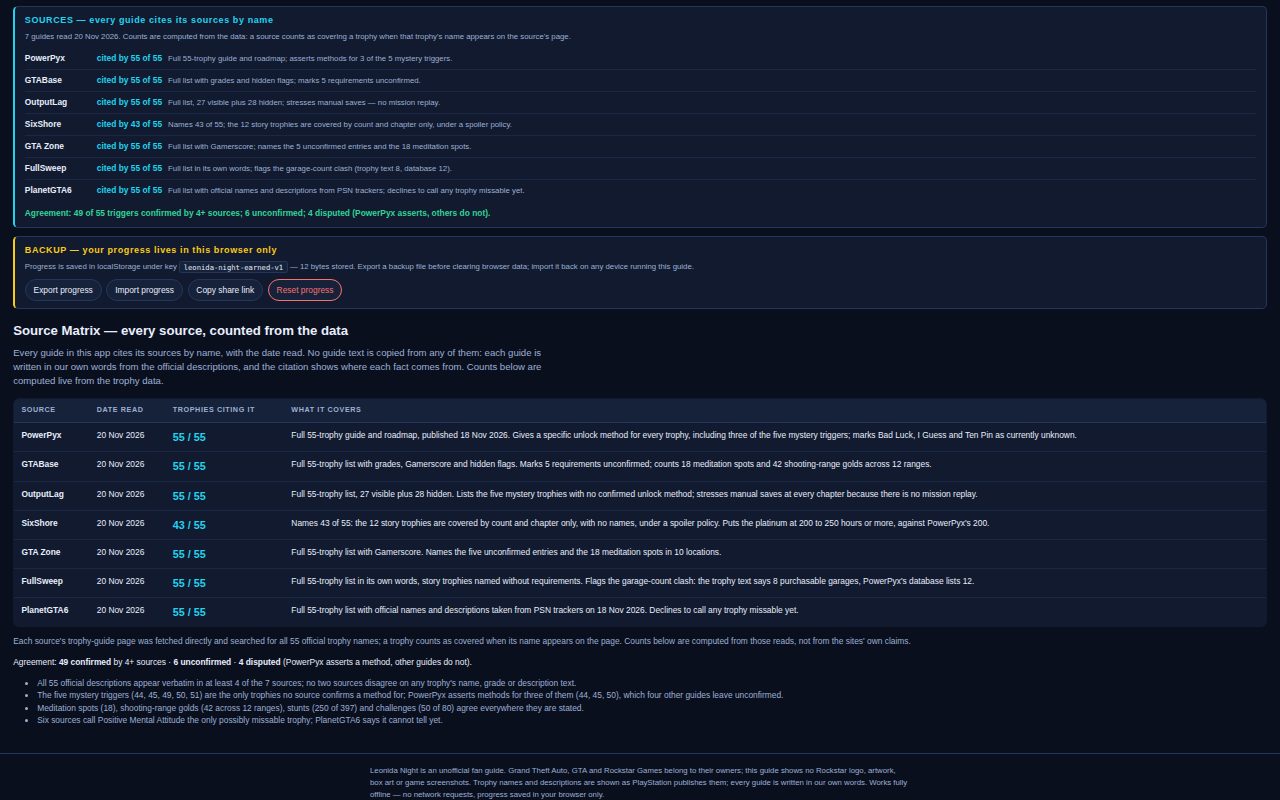 SOURCES — every guide cites its sources by name
7 guides read 20 Nov 2026. Counts are computed from the data: a source counts as covering a trophy when that trophy's name appears on the source's page.
PowerPyx cited by 55 of 55 Full 55-trophy guide and roadmap; asserts methods for 3 of the 5 mystery triggers.
GTABase cited by 55 of 55 Full list with grades and hidden flags; marks 5 requirements unconfirmed.
OutputLag cited by 55 of 55 Full list, 27 visible plus 28 hidden; stresses manual saves — no mission replay.
SixShore cited by 43 of 55 Names 43 of 55; the 12 story trophies are covered by count and chapter only, under a spoiler policy.
GTA Zone cited by 55 of 55 Full list with Gamerscore; names the 5 unconfirmed entries and the 18 meditation spots.
FullSweep cited by 55 of 55 Full list in its own words; flags the garage-count clash (trophy text 8, database 12).
PlanetGTA6 cited by 55 of 55 Full list with official names and descriptions from PSN trackers; declines to call any trophy missable yet.
Agreement: 49 of 55 triggers confirmed by 4+ sources; 6 unconfirmed; 4 disputed (PowerPyx asserts, others do not).
BACKUP — your progress lives in this browser only
Progress is saved in localStorage under key leonida-night-earned-v1 — 12 bytes stored. Export a backup file before clearing browser data; import it back on any device running this guide.
Export progress Import progress Copy share link Reset progress
Source Matrix — every source, counted from the data
Every guide in this app cites its sources by name, with the date read. No guide text is copied from any of them: each guide is
written in our own words from the official descriptions, and the citation shows where each fact comes from. Counts below are
computed live from the trophy data.
SOURCE DATE READ TROPHIES CITING IT WHAT IT COVERS
PowerPyx 20 Nov 2026 55 / 55 Full 55-trophy guide and roadmap, published 18 Nov 2026. Gives a specific unlock method for every trophy, including three of the five mystery triggers; marks Bad Luck, I Guess and Ten Pin as currently unknown.
GTABase 20 Nov 2026 55 / 55 Full 55-trophy list with grades, Gamerscore and hidden flags. Marks 5 requirements unconfirmed; counts 18 meditation spots and 42 shooting-range golds across 12 ranges.
OutputLag 20 Nov 2026 55 / 55 Full 55-trophy list, 27 visible plus 28 hidden. Lists the five mystery trophies with no confirmed unlock method; stresses manual saves at every chapter because there is no mission replay.
SixShore 20 Nov 2026 43 / 55 Names 43 of 55: the 12 story trophies are covered by count and chapter only, with no names, under a spoiler policy. Puts the platinum at 200 to 250 hours or more, against PowerPyx's 200.
GTA Zone 20 Nov 2026 55 / 55 Full 55-trophy list with Gamerscore. Names the five unconfirmed entries and the 18 meditation spots in 10 locations.
FullSweep 20 Nov 2026 55 / 55 Full 55-trophy list in its own words, story trophies named without requirements. Flags the garage-count clash: the trophy text says 8 purchasable garages, PowerPyx's database lists 12.
PlanetGTA6 20 Nov 2026 55 / 55 Full 55-trophy list with official names and descriptions taken from PSN trackers on 18 Nov 2026. Declines to call any trophy missable yet.
Each source's trophy-guide page was fetched directly and searched for all 55 official trophy names; a trophy counts as covered when its name appears on the page. Counts below are computed from those reads, not from the sites' own claims.
Agreement: 49 confirmed by 4+ sources · 6 unconfirmed · 4 disputed (PowerPyx asserts a method, other guides do not).
• All 55 official descriptions appear verbatim in at least 4 of the 7 sources; no two sources disagree on any trophy's name, grade or description text.
• The five mystery triggers (44, 45, 49, 50, 51) are the only trophies no source confirms a method for; PowerPyx asserts methods for three of them (44, 45, 50), which four other guides leave unconfirmed.
• Meditation spots (18), shooting-range golds (42 across 12 ranges), stunts (250 of 397) and challenges (50 of 80) agree everywhere they are stated.
• Six sources call Positive Mental Attitude the only possibly missable trophy; PlanetGTA6 says it cannot tell yet.
Leonida Night is an unofficial fan guide. Grand Theft Auto, GTA and Rockstar Games belong to their owners; this guide shows no Rockstar logo, artwork,
box art or game screenshots. Trophy names and descriptions are shown as PlayStation publishes them; every guide is written in our own words. Works fully
offline — no network requests, progress saved in your browser only.